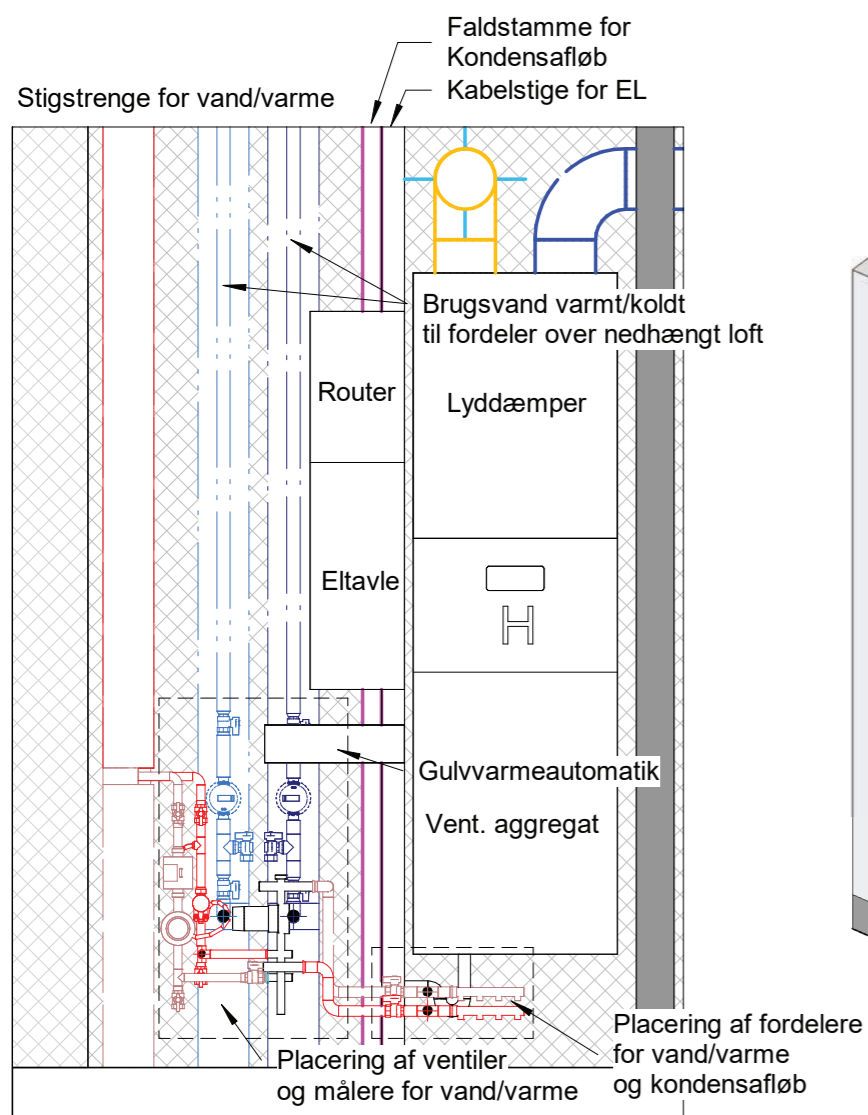 Faldstamme for
Kondensafløb
Stigstrenge for vand/varme
Kabelstige for EL
Brugsvand varmt/koldt
til fordeler over nedhængt loft
Router
Lyddæmper
Eltavle
Gulvvarmeautomatik
Vent. aggregat
Placering af fordelere
for vand/varme
og kondensafløb
Placering af ventiler
og målere for vand/varme